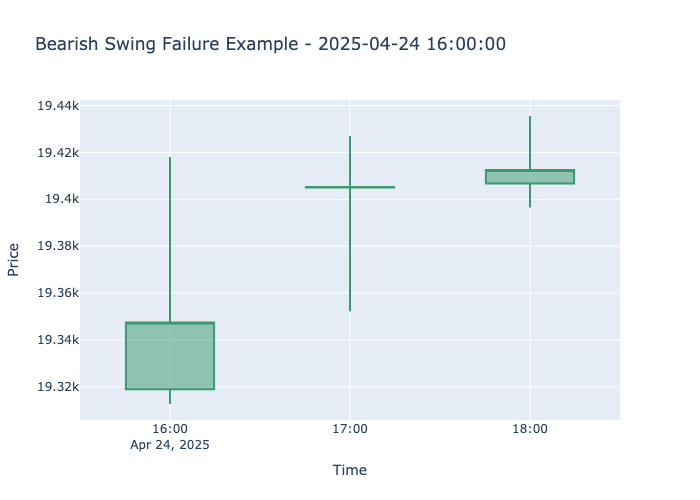 Bearish Swing Failure Example - 2025-04-24 16:00:00
19.44k
19.42k
19.4k
19.38k
19.36k
19.34k
19.32k
Price
16:00
Apr 24, 2025
17:00
18:00
Time